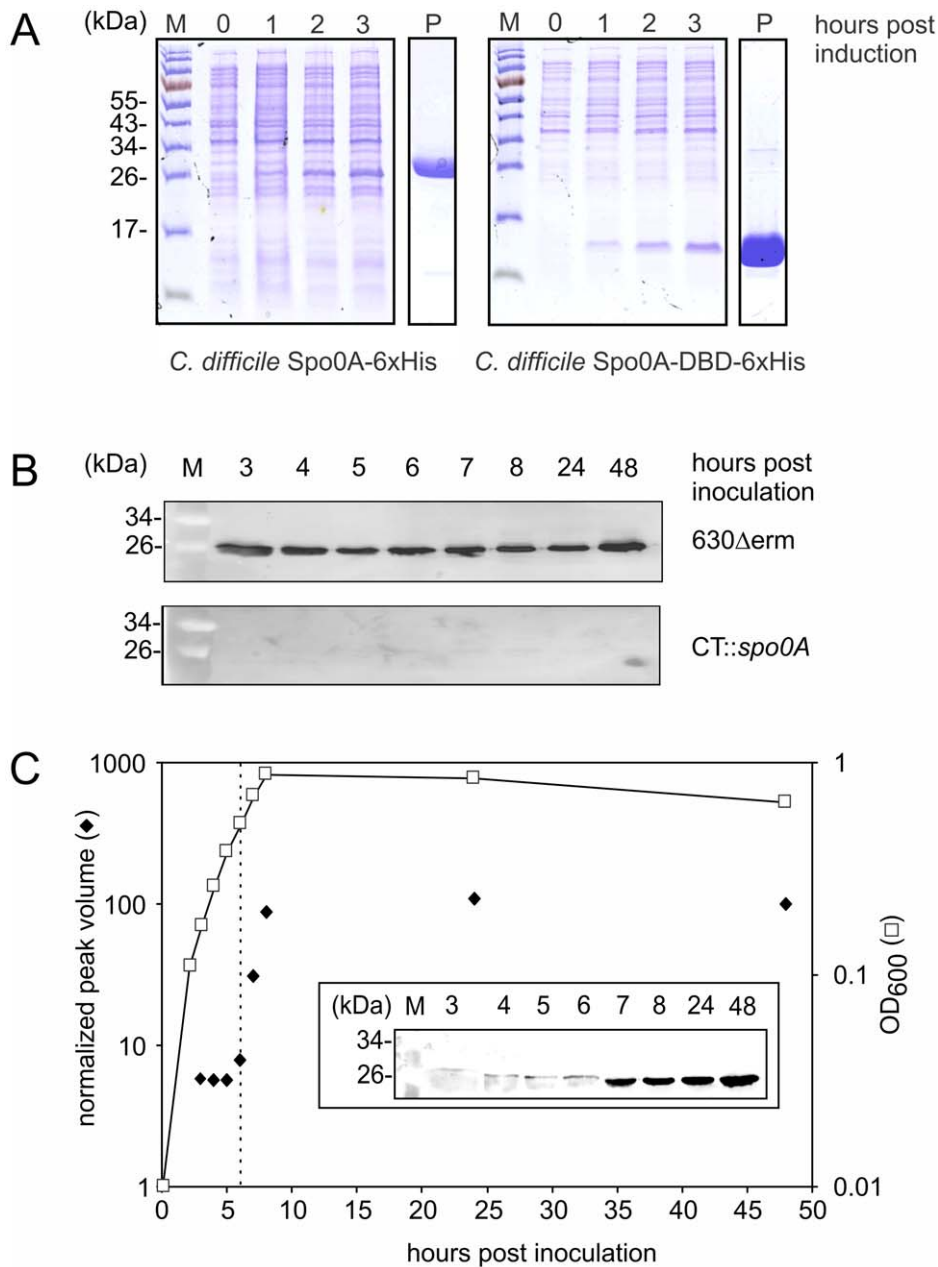 A
(kDa) M 0 1 2 3 P M 0 1 2 3 P hours post
induction
55-
43-
34-
26-
17-
C. difficile Spo0A-6xHis C. difficile Spo0A-DBD-6xHis
B
(kDa) M 3 4 5 6 7 8 24 48 hours post
inoculation
34-
26-
630Δerm
34-
26-
CT::spo0A
C
normalized peak volume (◆)
1000
100
10
1
(kDa) M 3 4 5 6 7 8 24 48
34-
26-
1
0.1
0.01
OD600 (□)
0 5 10 15 20 25 30 35 40 45 50
hours post inoculation